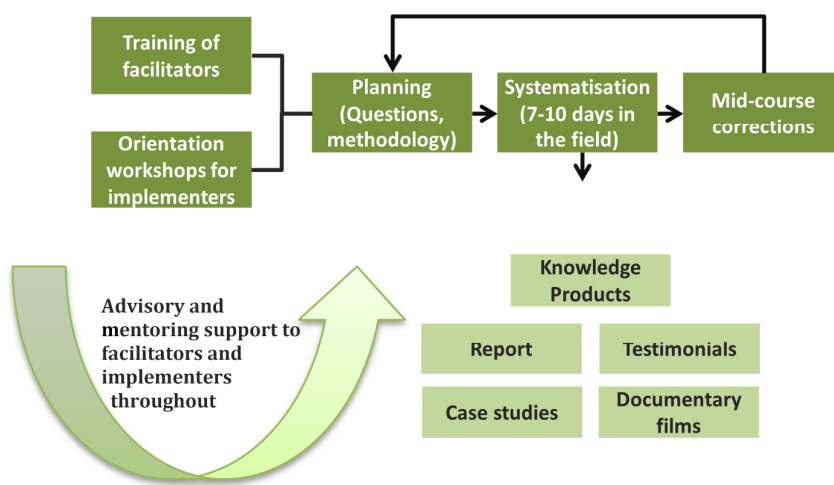 Training of
facilitators
Orientation
workshops for
implementers
Planning
(Questions,
methodology)
Systematisation
(7-10 days in
the field)
Mid-course
corrections
Advisory and
mentoring support to
facilitators and
implementers
throughout
Knowledge
Products
Report
Testimonials
Case studies
Documentary
films